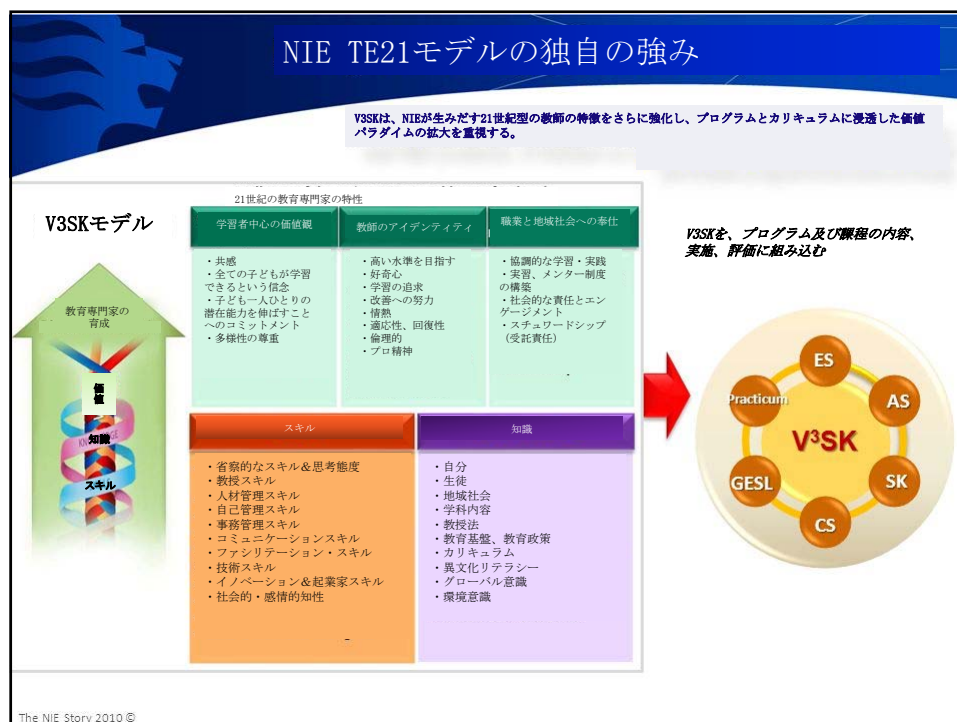 NIE TE21モデルの独自の強み
V3SKは、NIEが生みだす21世紀型の教師の特徴をさらに強化し、プログラムとカリキュラムに浸透した価値
パラダイムの拡大を重視する。
V3SKモデル
教育専門家の
育成
価
値
知識
スキル
21世紀の教育専門家の特性
学習者中心の価値観
・共感
・全ての子どもが学習
できるという信念
・子ども一人ひとりの
潜在能力を伸ばすこと
へのコミットメント
・多様性の尊重
教師のアイデンティティ
・高い水準を目指す
・好奇心
・学習の追求
・改善への努力
・情熱
・適応性、回復性
・倫理的
・プロ精神
職業と地域社会への奉仕
・協調的な学習・実践
・実習、メンター制度
の構築
・社会的な責任とエン
ゲージメント
・スチュワードシップ
（受託責任）
スキル
・省察的なスキル＆思考態度
・教授スキル
・人材管理スキル
・自己管理スキル
・事務管理スキル
・コミュニケーションスキル
・ファシリテーション・スキル
・技術スキル
・イノベーション＆起業家スキル
・社会的・感情的知性
知識
・自分
・生徒
・地域社会
・学科内容
・教授法
・教育基盤、教育政策
・カリキュラム
・異文化リテラシー
・グローバル意識
・環境意識
V3SKを、プログラム及び課程の内容、
実施、評価に組み込む
ES
Practicum
AS
V³SK
GESL
SK
CS
The NIE Story 2010 ©